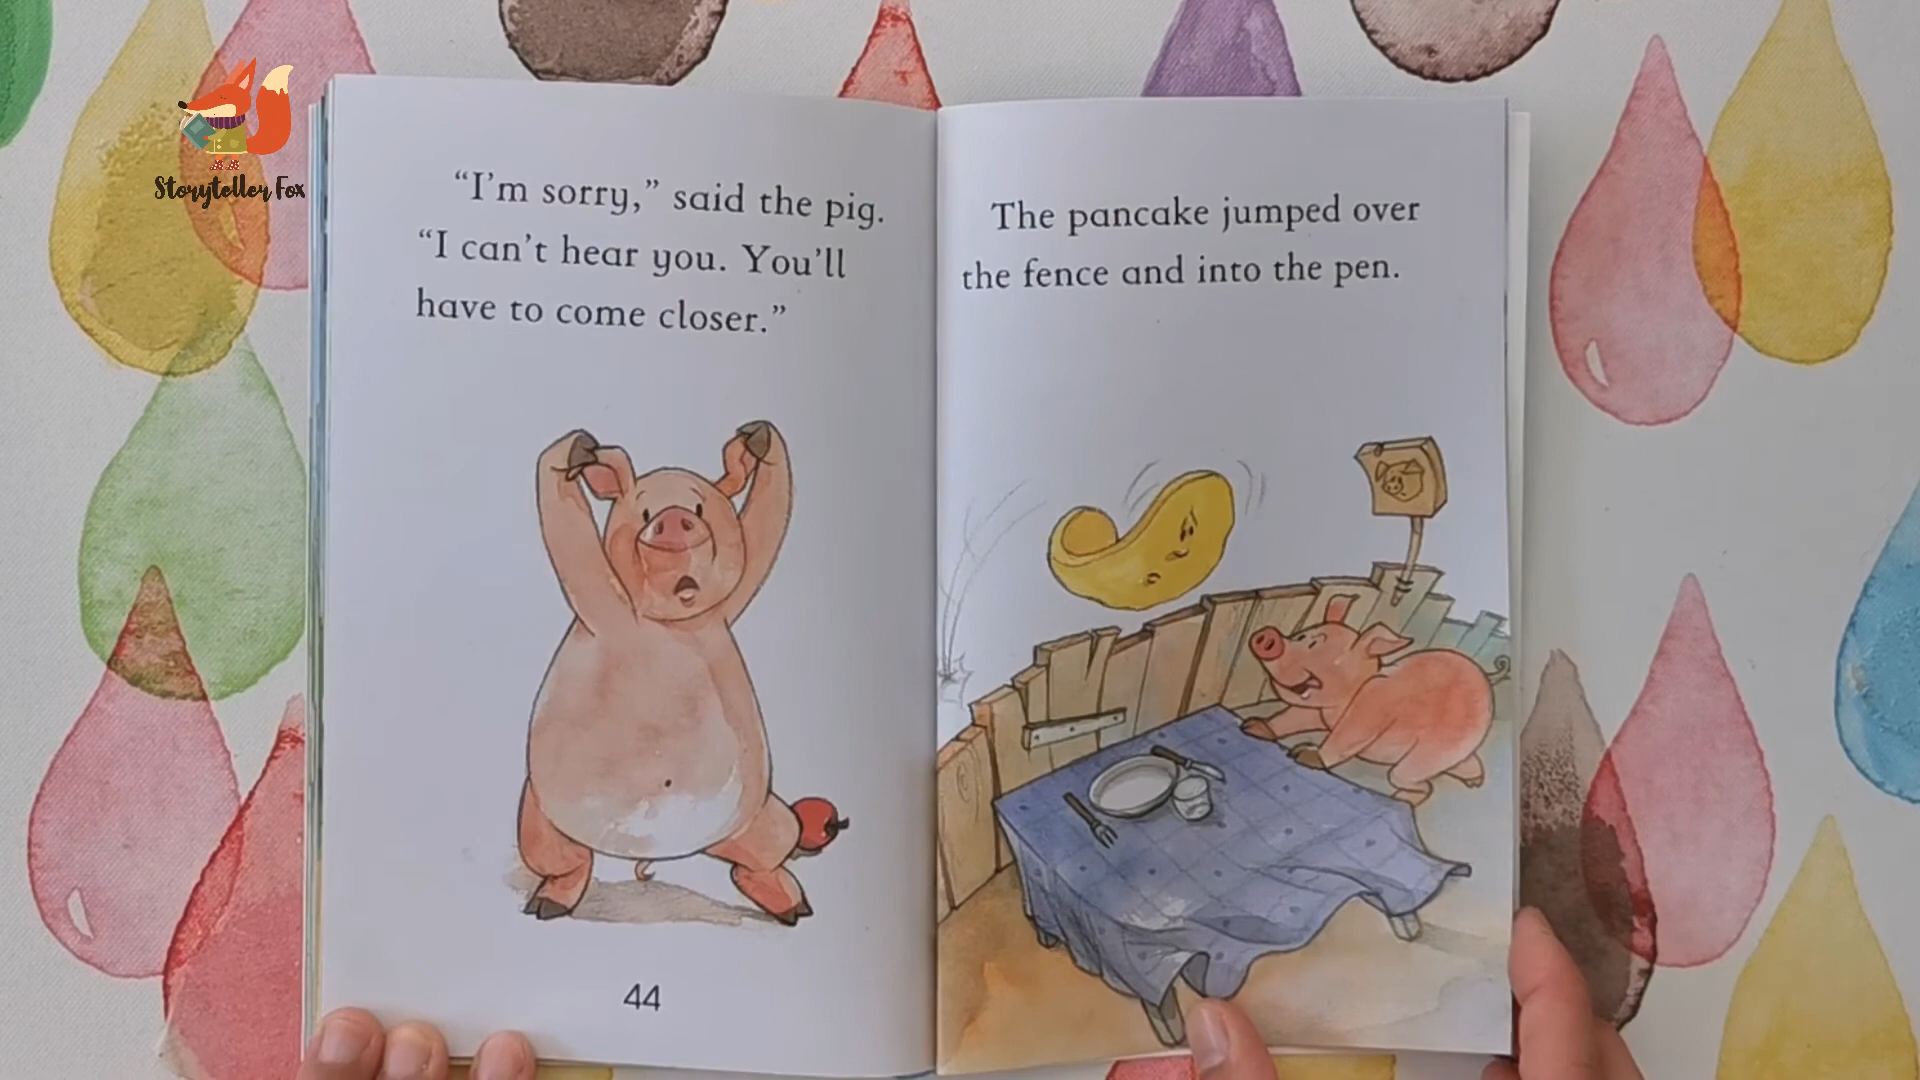 Storyteller Fox
“I’m sorry,” said the pig.
“I can’t hear you. You’ll
have to come closer.”
44
The pancake jumped over
the fence and into the pen.